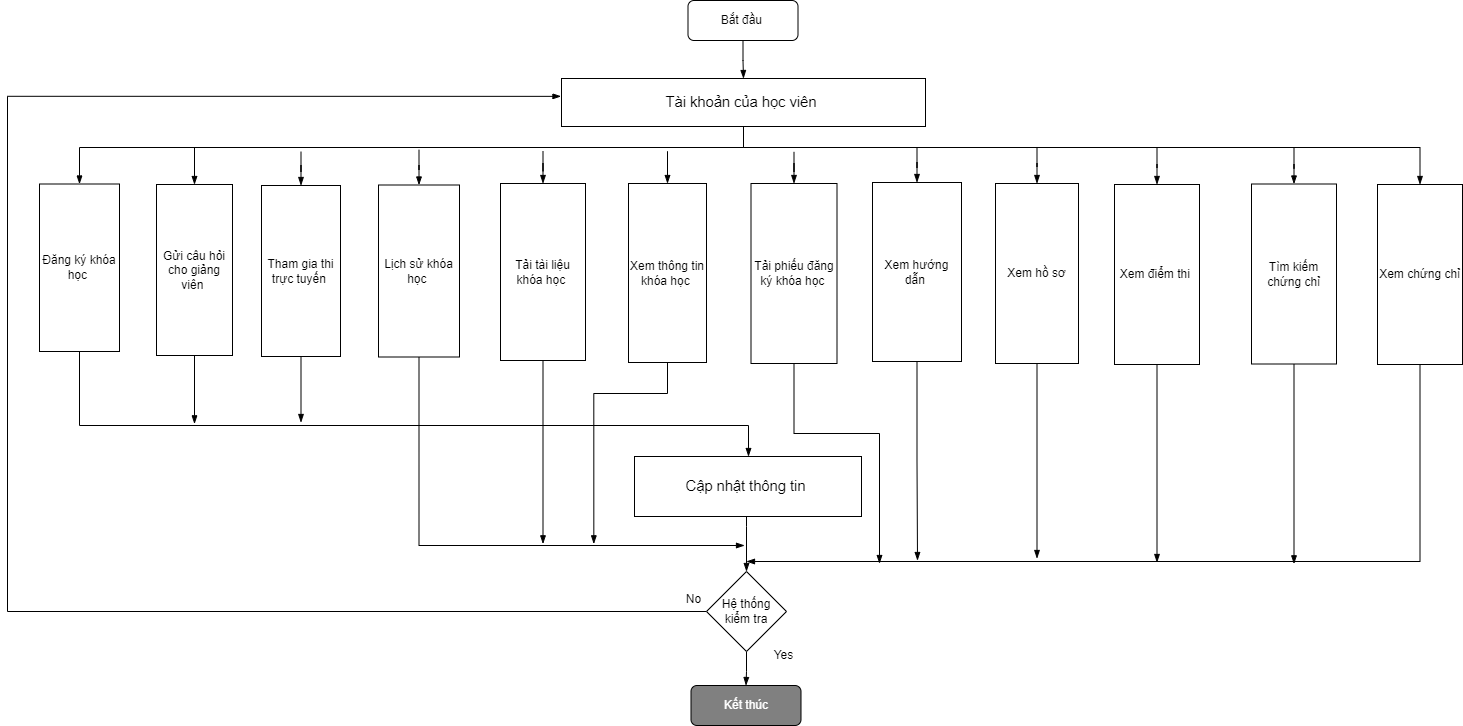 Bắt đầu
Tài khoản của học viên
Đăng ký khóa
học
Gửi câu hỏi
cho giảng
viên
Tham gia thi
trực tuyến
Lịch sử khóa
học
Tải tài liệu
khóa học
Xem thông tin
khóa học
Tải phiếu đăng
ký khóa học
Xem hướng
dẫn
Xem hồ sơ
Xem điểm thi
Tìm kiếm
chứng chỉ
Xem chứng chỉ
Cập nhật thông tin
No
Hệ thống
kiểm tra
Yes
Kết thúc